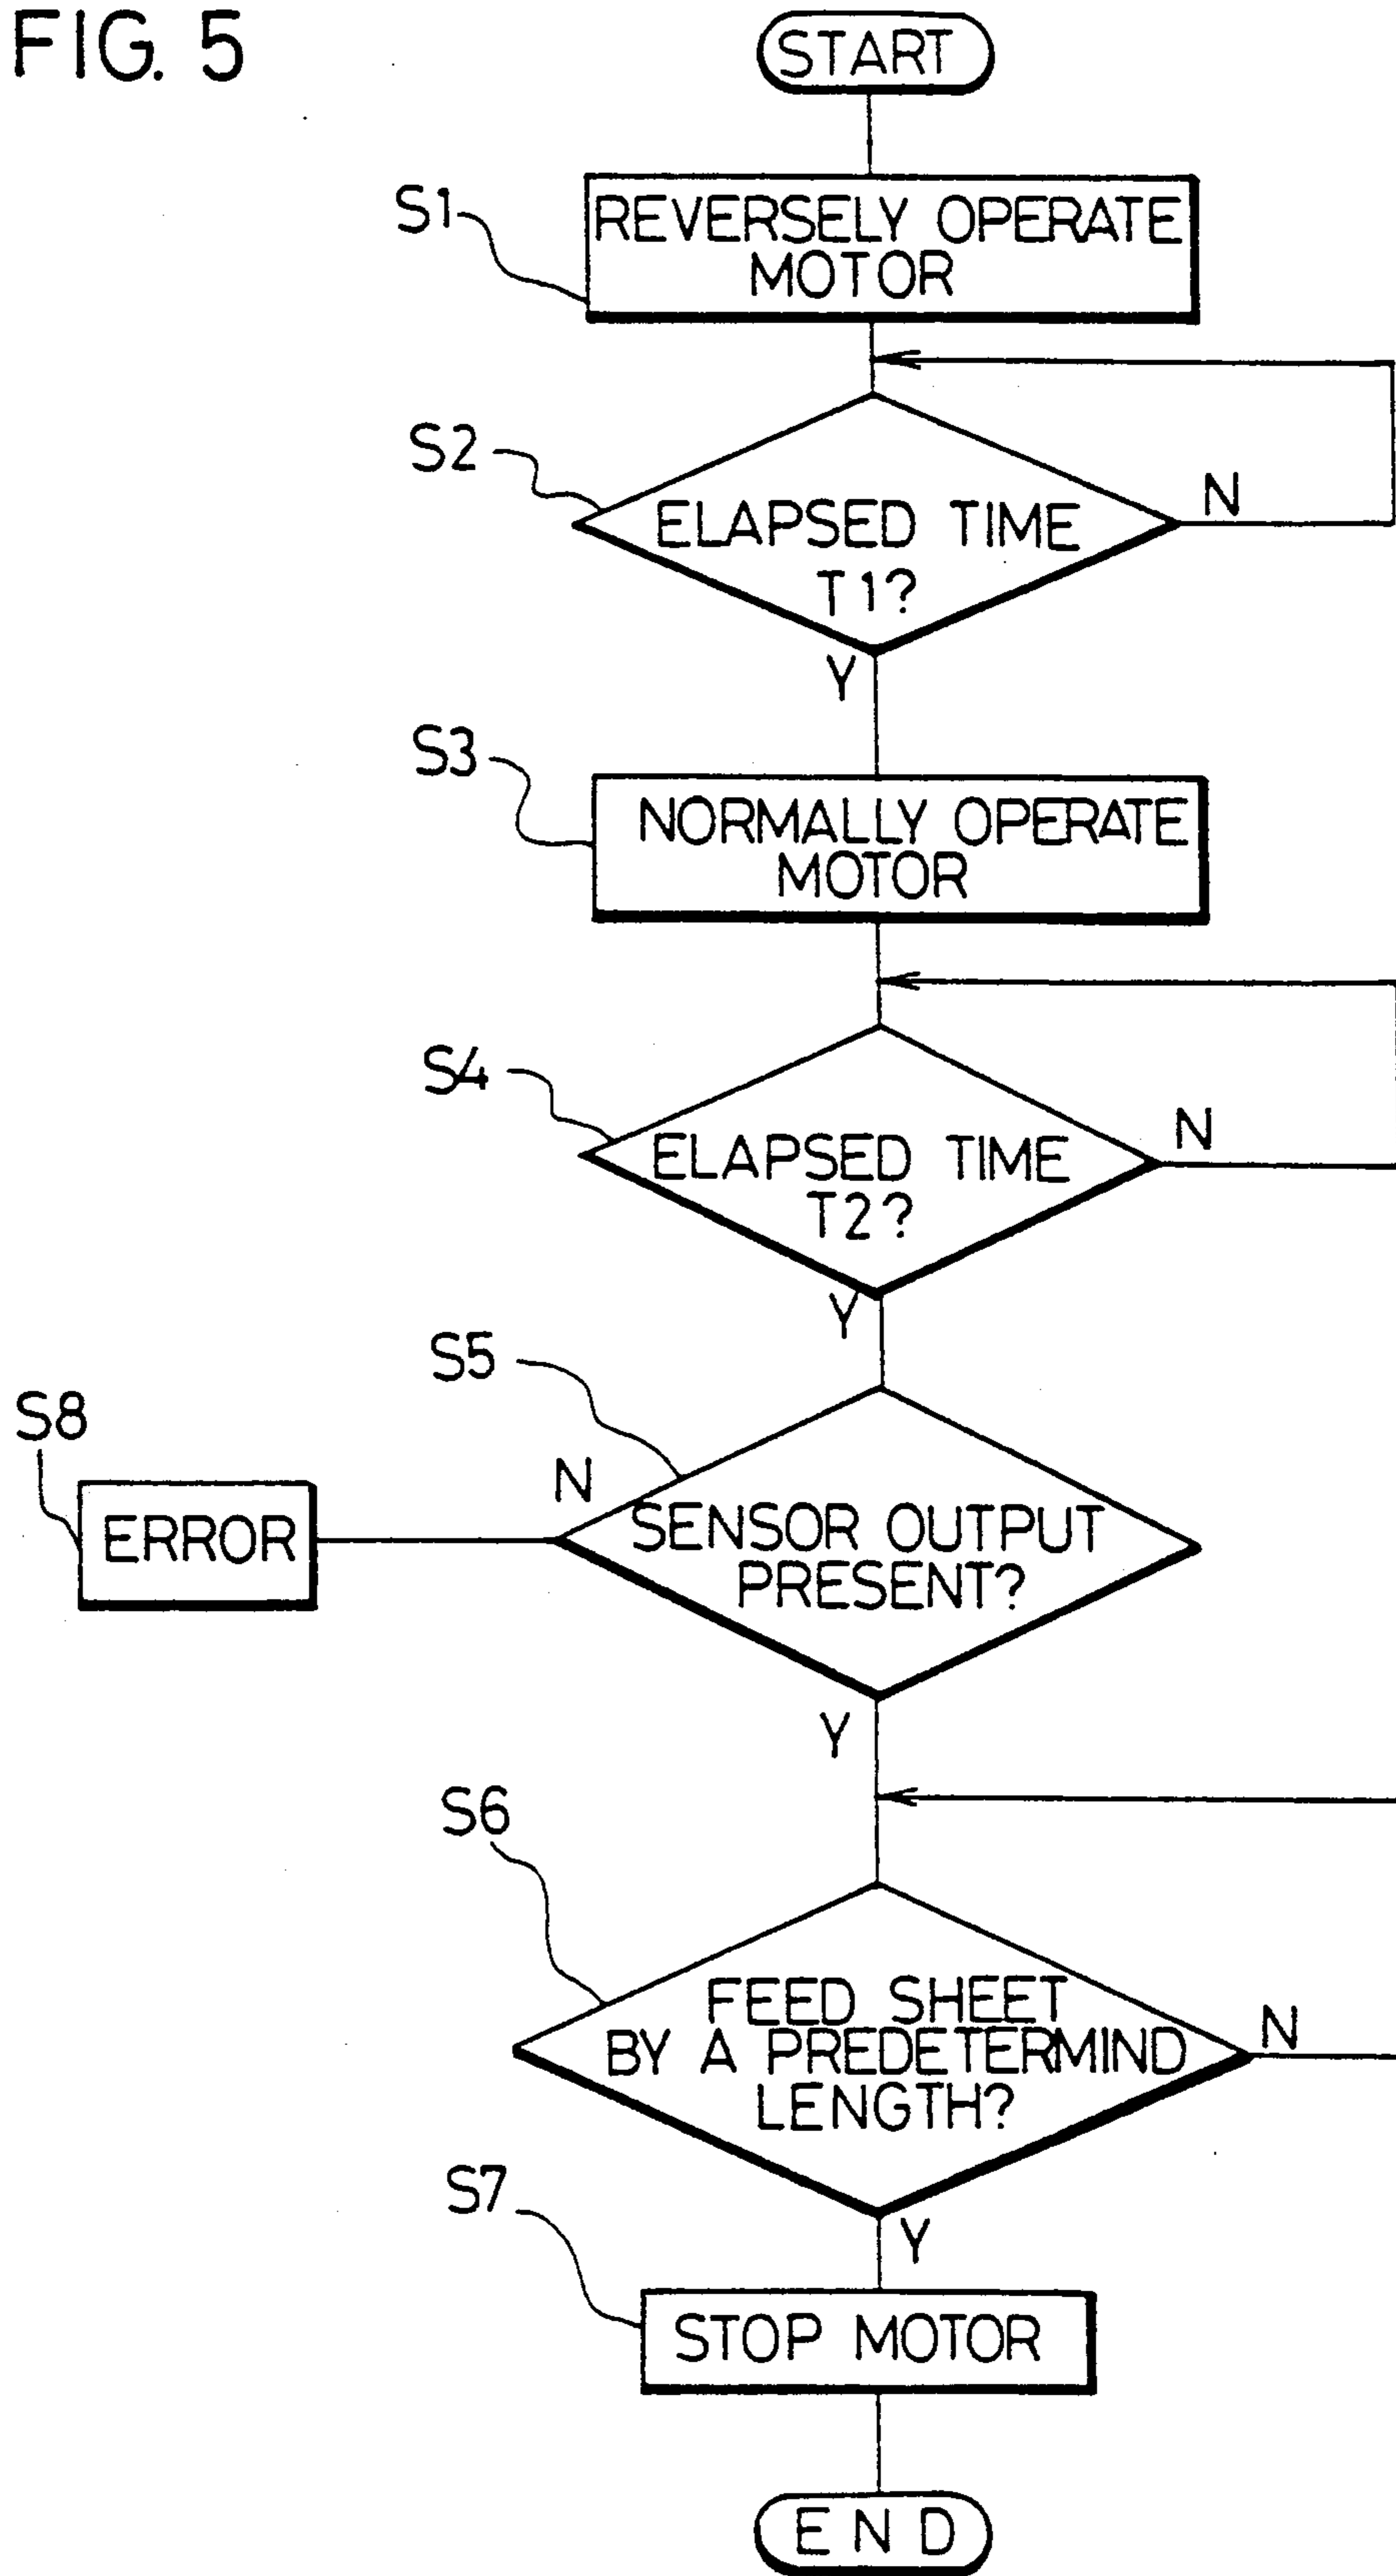 FIG. 5
START
S1
REVERSELY OPERATE
MOTOR
S2
ELAPSED TIME
T1?
N
Y
S3
NORMALLY OPERATE
MOTOR
S4
ELAPSED TIME
T2?
N
Y
S5
S8
N
ERROR
SENSOR OUTPUT
PRESENT?
Y
S6
FEED SHEET
BY A PREDETERMIND
LENGTH?
N
S7
Y
STOP MOTOR
END